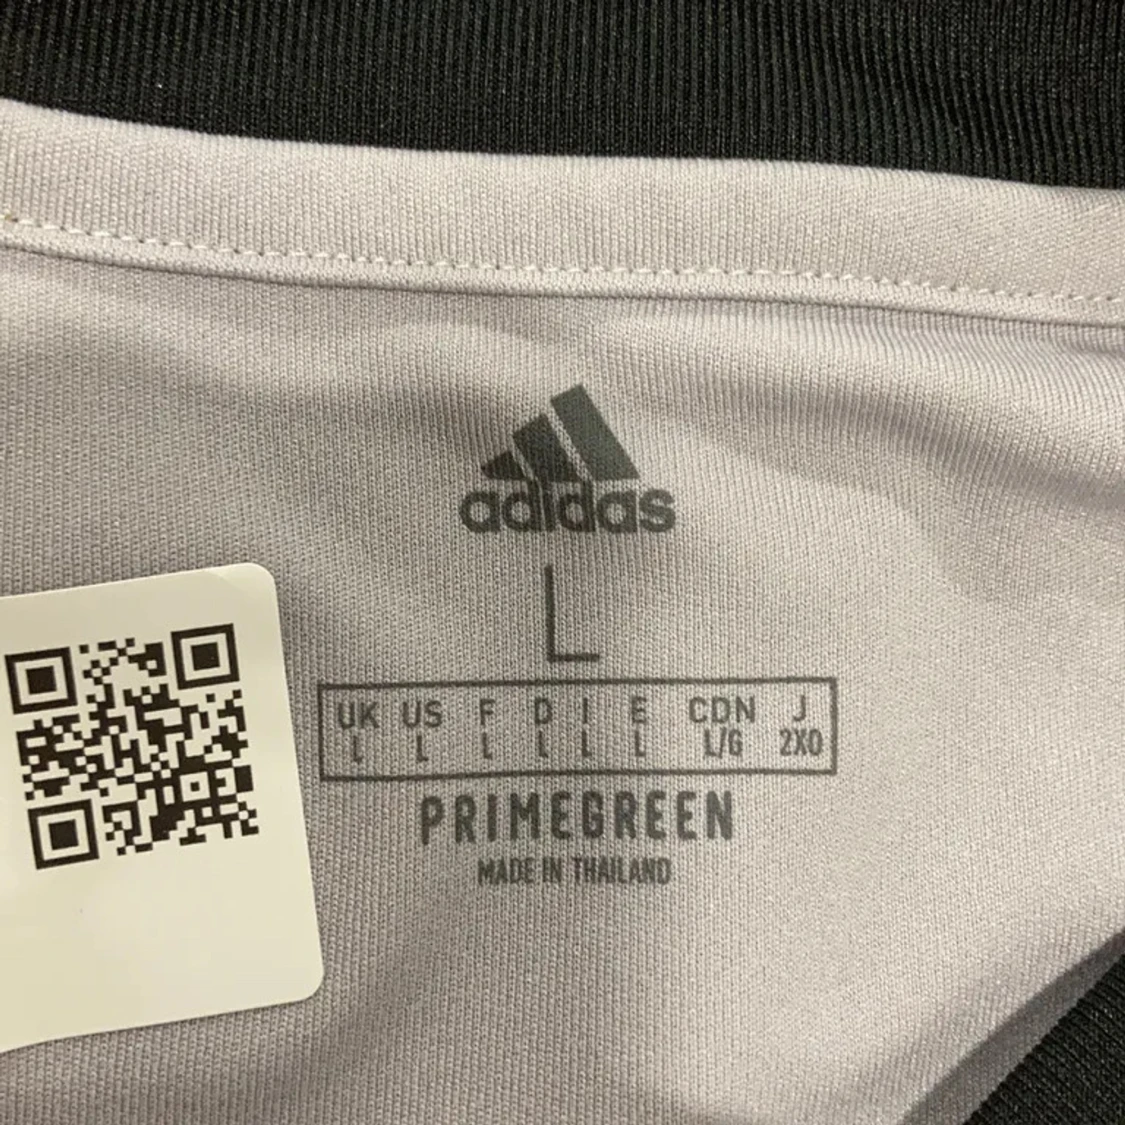 adidas
L
UK US F D I E CDN J
L L L L L L L/G 2XO
PRIMEGREEN
MADE IN THAILAND